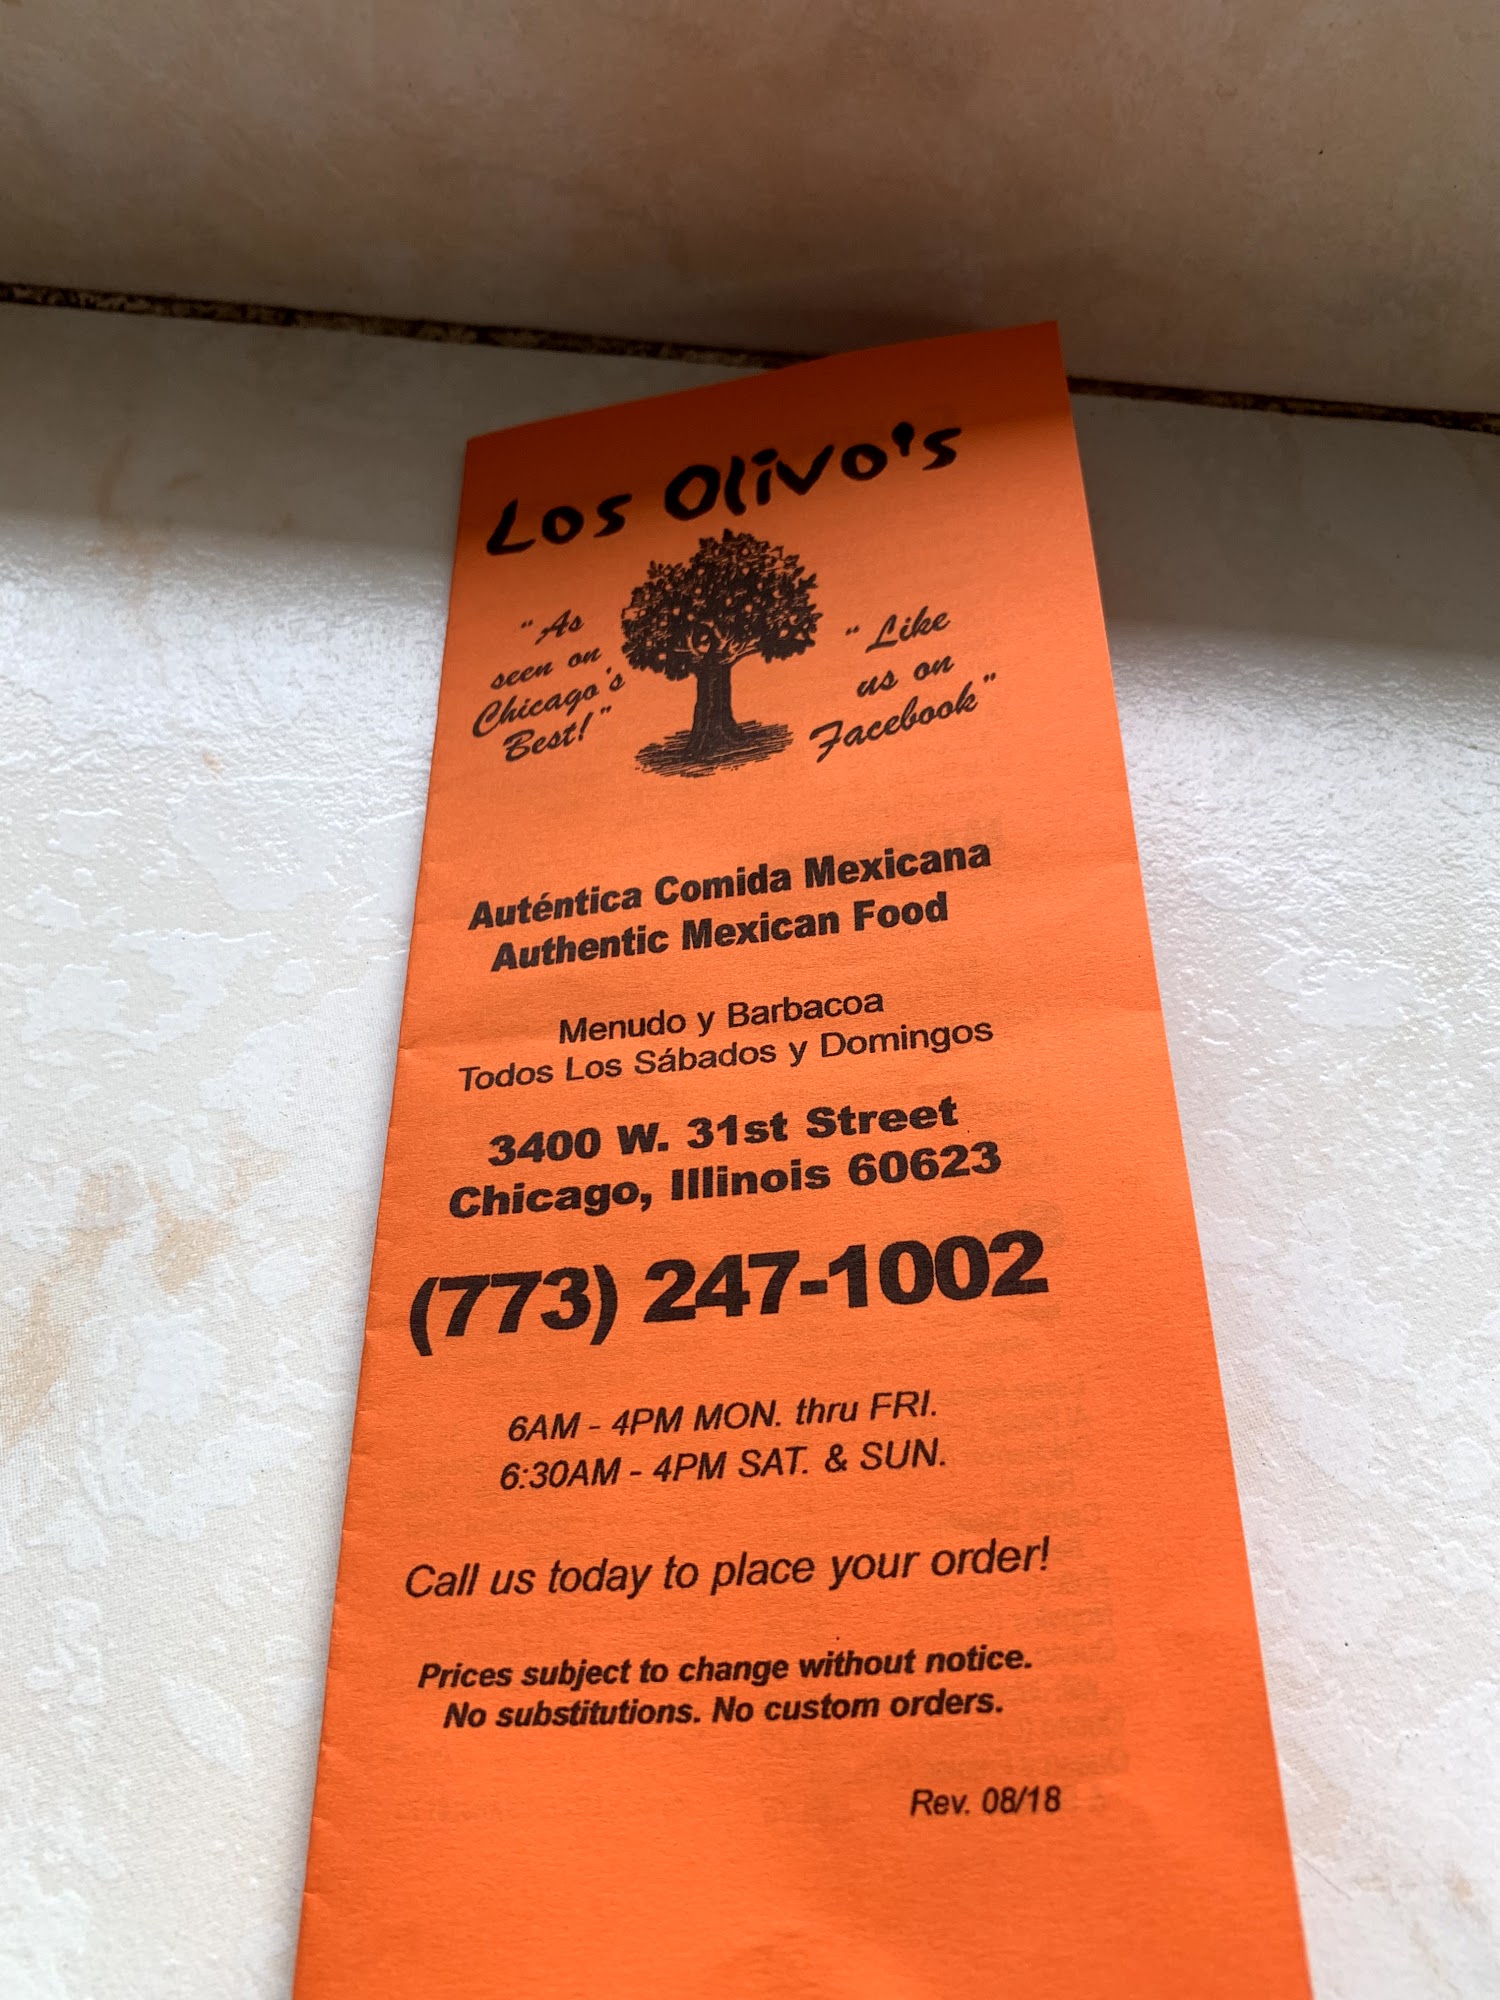 Los Olivo's
"As
seen on
Chicago's
Best!"
"Like
us on
Facebook"
Auténtica Comida Mexicana
Authentic Mexican Food
Menudo y Barbacoa
Todos Los Sábados y Domingos
3400 W. 31st Street
Chicago, Illinois 60623
(773) 247-1002
6AM - 4PM MON. thru FRI.
6:30AM - 4PM SAT. & SUN.
Call us today to place your order!
Prices subject to change without notice.
No substitutions. No custom orders.
Rev. 08/18